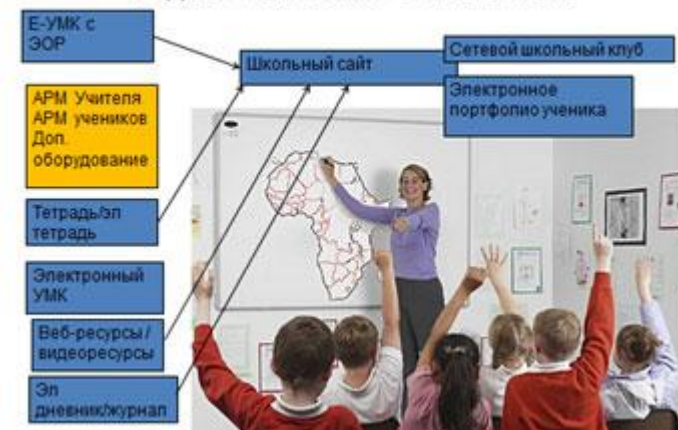 Е-УМК с
ЭОР
Школьный сайт
Сетевой школьный клуб
Электронное
портфолио ученика
АРМ Учителя
АРМ учеников
Доп.
оборудование
Тетрадь/эл
тетрадь
Электронный
УМК
Веб-ресурсы /
видеоресурсы
Эл
дневник/журнал